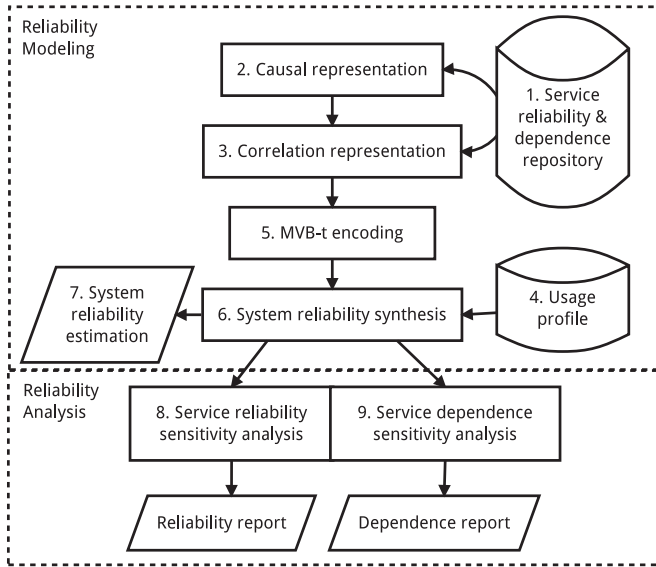 Reliability
Modeling
2. Causal representation
1. Service
reliability &
dependence
repository
3. Correlation representation
5. MVB-t encoding
7. System
reliability
estimation
6. System reliability synthesis
4. Usage
profile
Reliability
Analysis
8. Service reliability
sensitivity analysis
9. Service dependence
sensitivity analysis
Reliability report
Dependence report